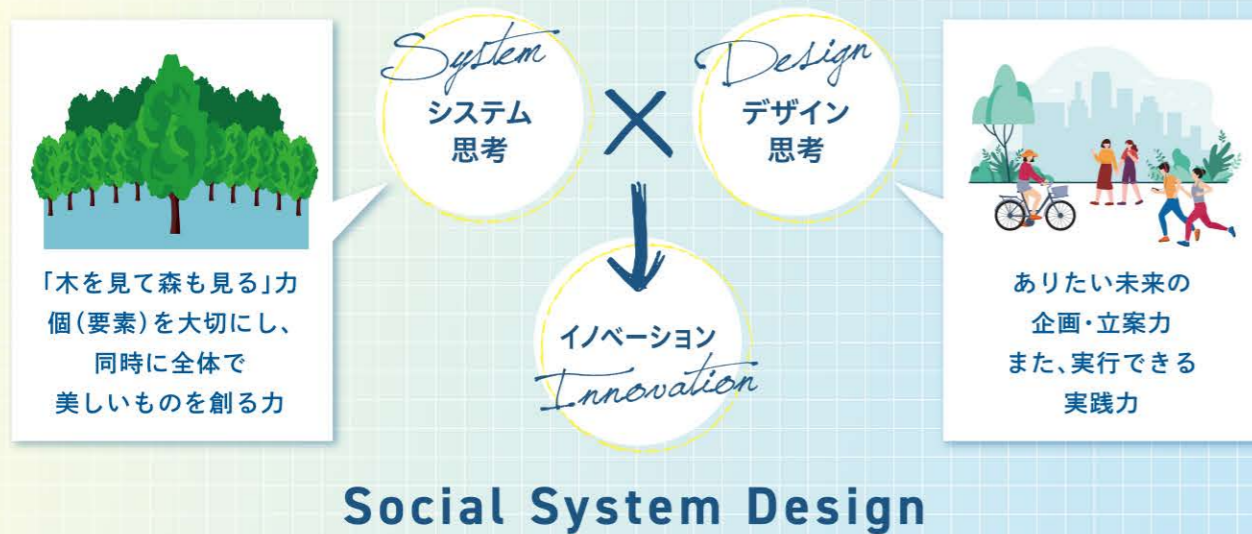 System
システム
思考
×
Design
デザイン
思考
「木を見て森も見る」力
個(要素)を大切にし、
同時に全体で
美しいものを創る力
ありたい未来の
企画・立案力
また、実行できる
実践力
イノベーション
Innovation
Social System Design